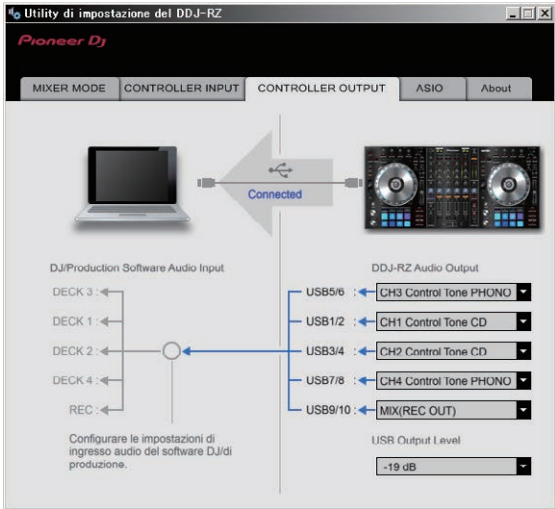 Utility di impostazione del DDJ-RZ
Pioneer Dj
MIXER MODE CONTROLLER INPUT CONTROLLER OUTPUT ASIO About
Connected
DJ/Production Software Audio Input DDJ-RZ Audio Output
DECK 3 : USB5/6 : CH3 Control Tone PHONO
DECK 1 : USB1/2 : CH1 Control Tone CD
DECK 2 : USB3/4 : CH2 Control Tone CD
DECK 4 : USB7/8 : CH4 Control Tone PHONO
REC : USB9/10 : MIX(REC OUT)
Configurare le impostazioni di
ingresso audio del software DJ/di
produzione.
USB Output Level
-19 dB